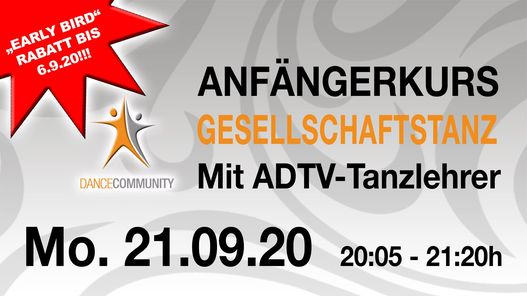 „EARLY BIRD“
RABATT BIS
6.9.20!!!
ANFÄNGERKURS
GESELLSCHAFTSTANZ
Mit ADTV-Tanzlehrer
DANCECOMMUNITY
Mo. 21.09.20 20:05 - 21:20h